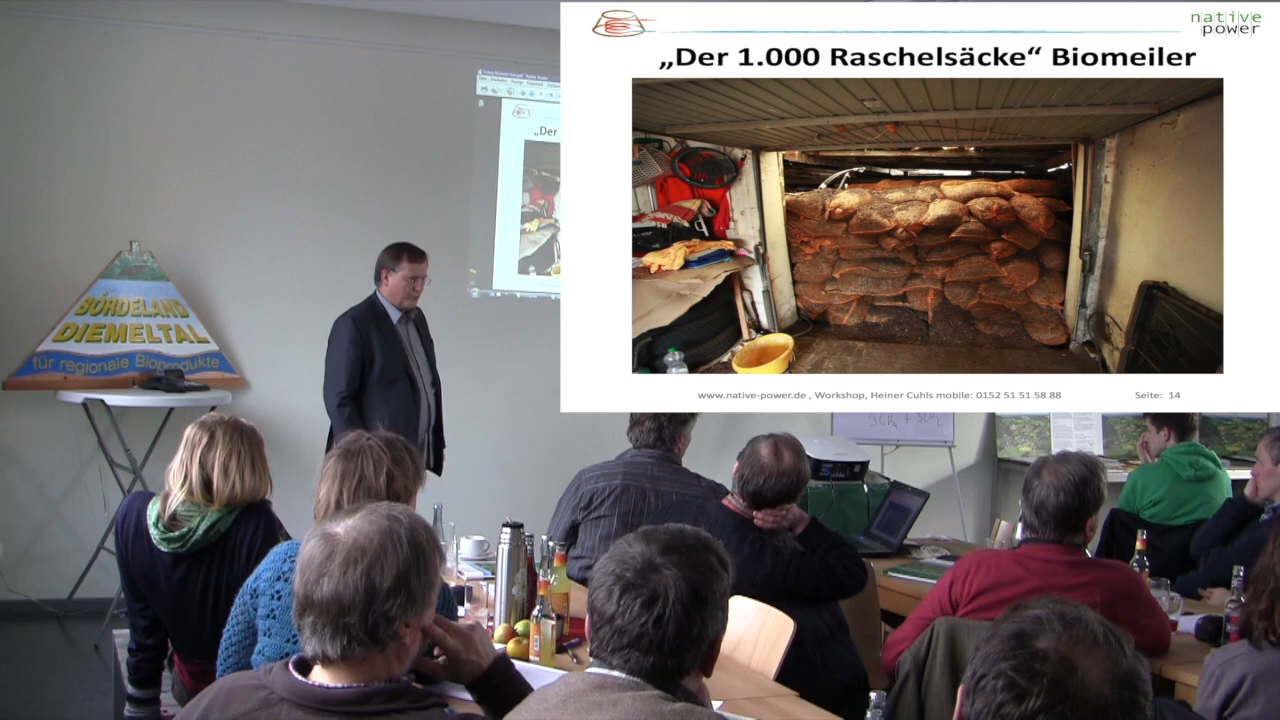 native
power
„Der 1.000 Raschelsäcke“ Biomeiler
www.native-power.de , Workshop, Heiner Cuhls mobile: 0152 51 51 58 88
Seite: 14
„Der
BÖRDELAND
DIEMELTAL
für regionale Bioprodukte